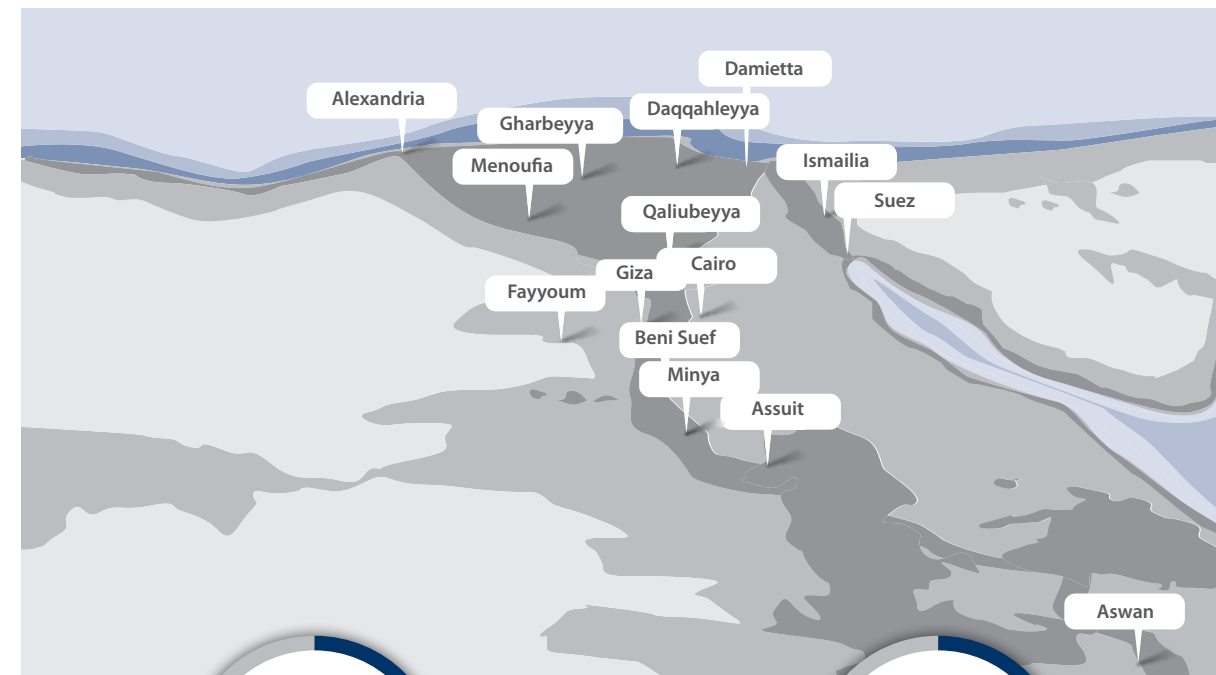 Damietta
Alexandria
Daqqahleyya
Gharbeyya
Menoufia
Ismailia
Suez
Qaliubeyya
Cairo
Giza
Fayyoum
Beni Suef
Minya
Assuit
Aswan